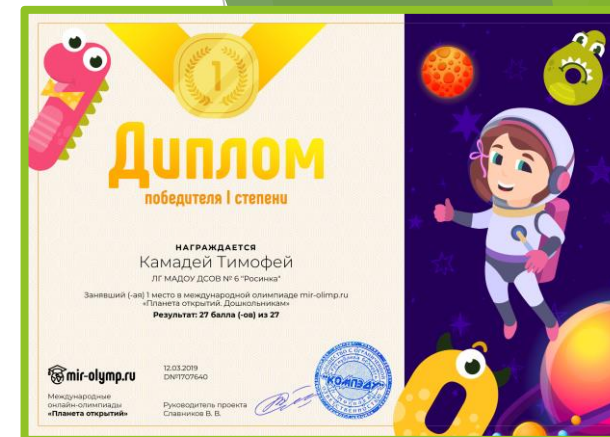 1
Диплом
победителя I степени
НАГРАЖДАЕТСЯ
Камадей Тимофей
ЛГ МАДОУ ДСОВ № 6 "Росинка"
Занявший (-ая) 1 место в международной олимпиаде mir-olimp.ru
«Планета открытий. Дошкольникам»
Результат: 27 балла (-ов) из 27
mir-olymp.ru
Международные
онлайн-олимпиады
«Планета открытий»
12.03.2019
DN№1707640
Руководитель проекта
Славников В. В.
КОМПЭДУ